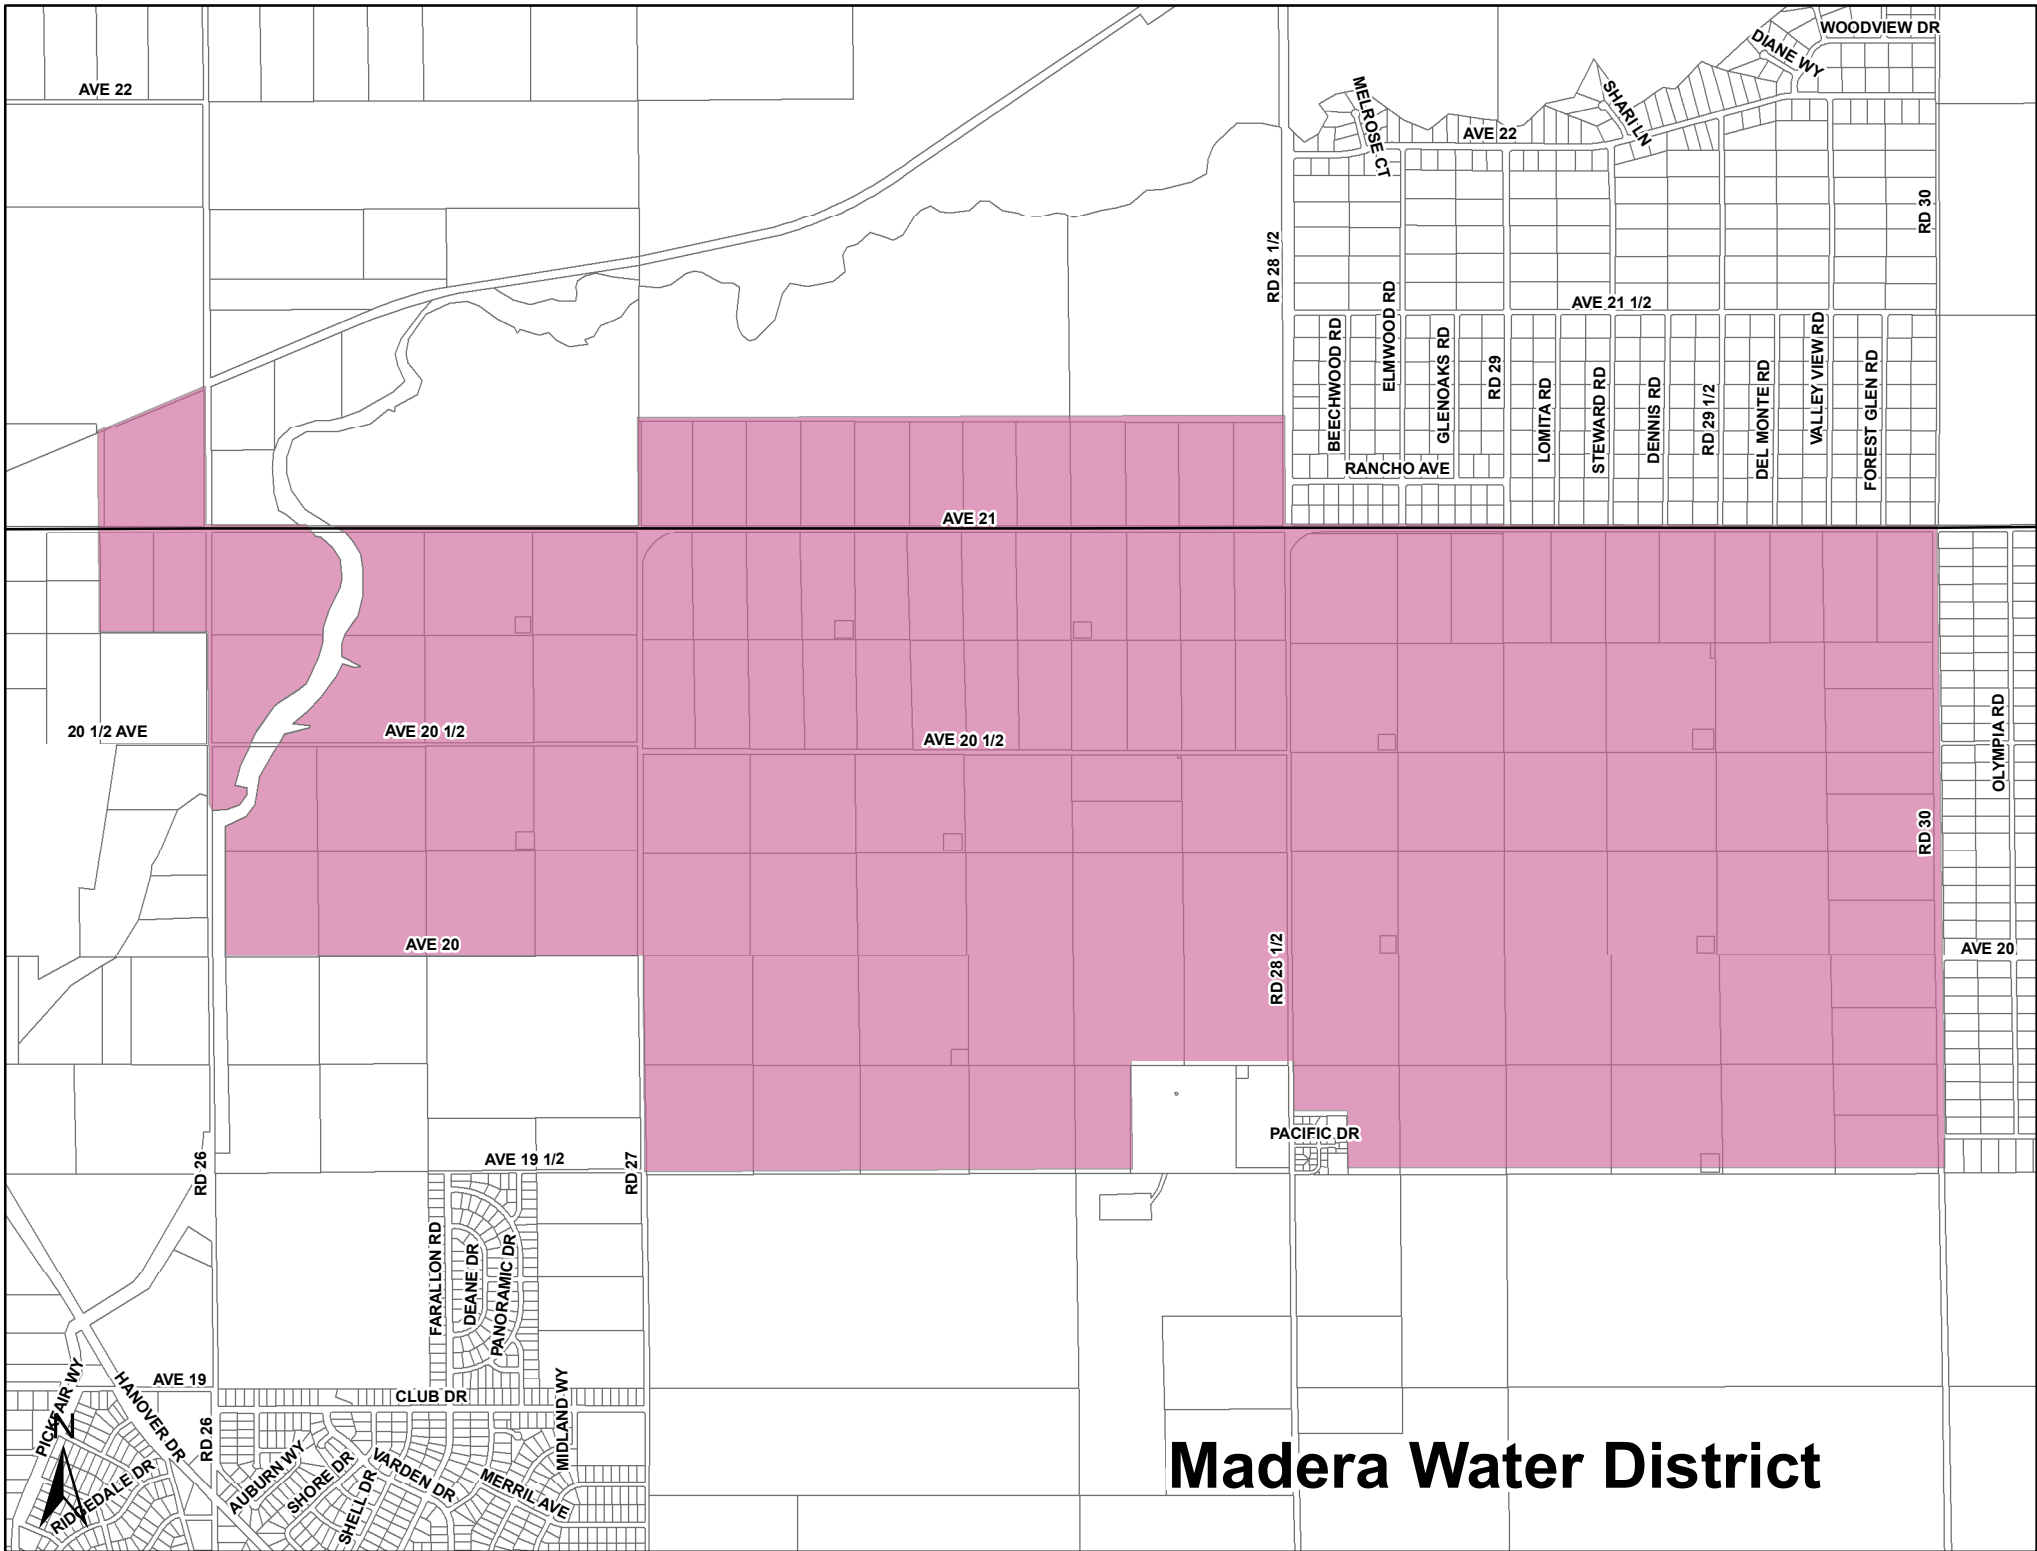 WOODVIEW DR
DIANE WY
AVE 22
MELROSE CT
SHARI LN
AVE 22
RD 30
RD 28 1/2
AVE 21 1/2
BEECHWOOD RD
ELMWOOD RD
GLENOAKS RD
RD 29
LOMITA RD
STEWARD RD
DENNIS RD
RD 29 1/2
DEL MONTE RD
VALLEY VIEW RD
FOREST GLEN RD
RANCHO AVE
AVE 21
20 1/2 AVE
AVE 20 1/2
AVE 20 1/2
OLYMPIA RD
RD 30
AVE 20
RD 28 1/2
AVE 20
PACIFIC DR
RD 26
AVE 19 1/2
RD 27
FARALLON RD
DEANE DR
PANORAMIC DR
AVE 19
PICKFAIR WY
HANOVER DR
CLUB DR
MIDLAND WY
N
RD 26
RIDGEDALE DR
AUBURN WY
SHORE DR
SHELL DR
VARDEN DR
MERRIL AVE
Madera Water District